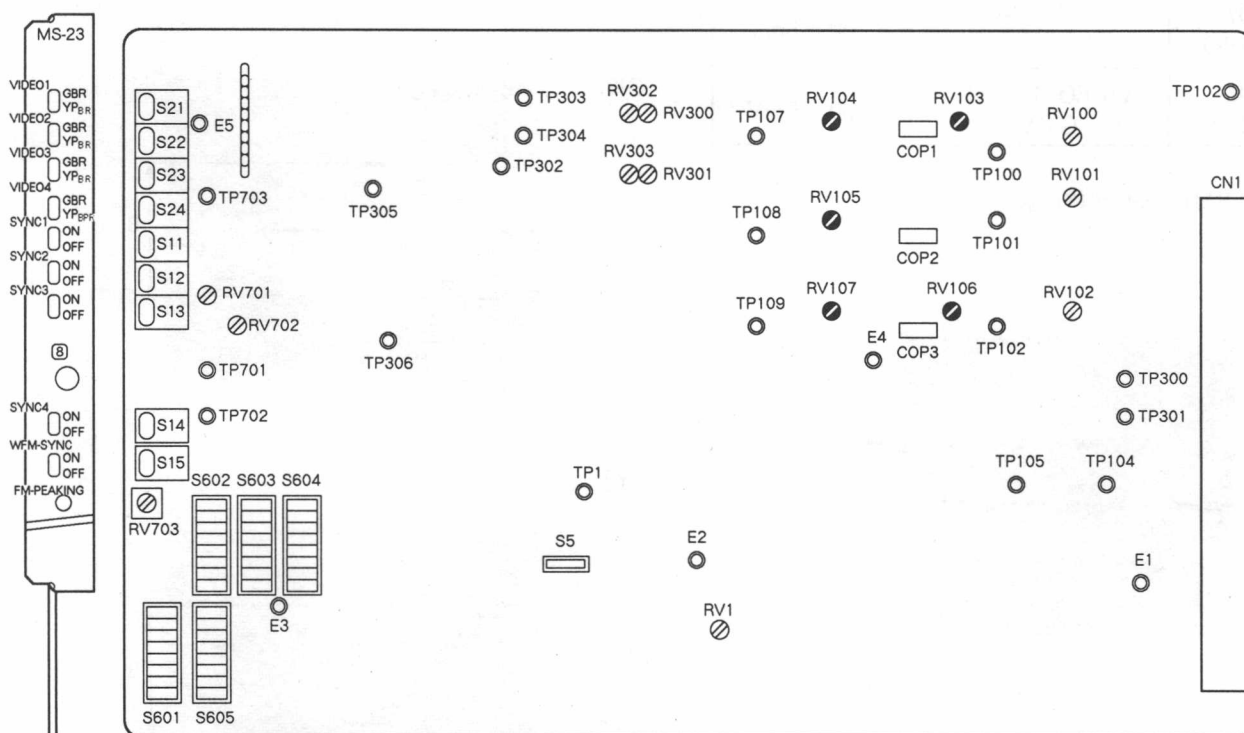 MS-23
VIDEO1
GBR
YPBR
VIDEO2
GBR
YPBR
VIDEO3
GBR
YPBR
VIDEO4
GBR
YPBPR
SYNC1
ON
OFF
SYNC2
ON
OFF
SYNC3
ON
OFF
8
SYNC4
ON
OFF
WFM-SYNC
ON
OFF
FM-PEAKING
S21
S22
S23
S24
S11
S12
S13
S14
S15
RV703
E5
TP703
RV701
RV702
TP701
TP702
S602
S603
S604
E3
S601
S605
TP305
TP306
TP303
TP304
TP302
RV302
RV300
RV303
RV301
TP107
TP108
TP109
RV104
RV105
RV107
RV103
COP1
COP2
RV106
COP3
E4
TP100
TP101
TP102
RV100
RV101
RV102
TP102
CN1
TP300
TP301
TP105
TP104
E1
TP1
S5
E2
RV1